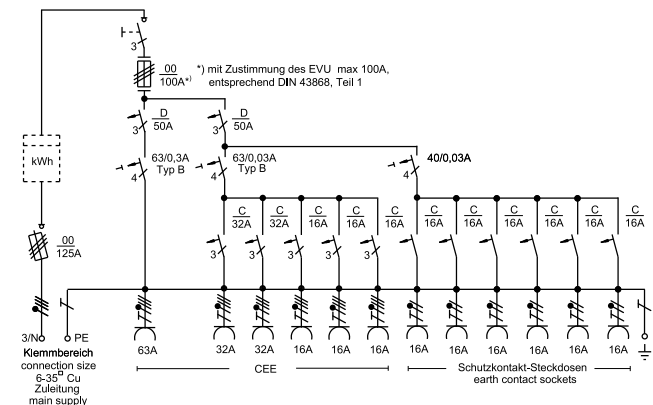 3
00
100A*)
*) mit Zustimmung des EVU max 100A,
entsprechend DIN 43868, Teil 1
D
50A
3
D
50A
3
kWh
63/0,3A
Typ B
4
63/0,03A
Typ B
4
40/0,03A
4
C
32A
C
32A
C
16A
C
16A
C
16A
C
16A
C
16A
C
16A
C
16A
C
16A
C
16A
3
3
3
3
3
00
125A
3/N
PE
63A
32A
32A
16A
16A
16A
16A
16A
16A
16A
16A
16A
Klemmbereich
connection size
6-35□ Cu
Zuleitung
main supply
CEE
Schutzkontakt-Steckdosen
earth contact sockets